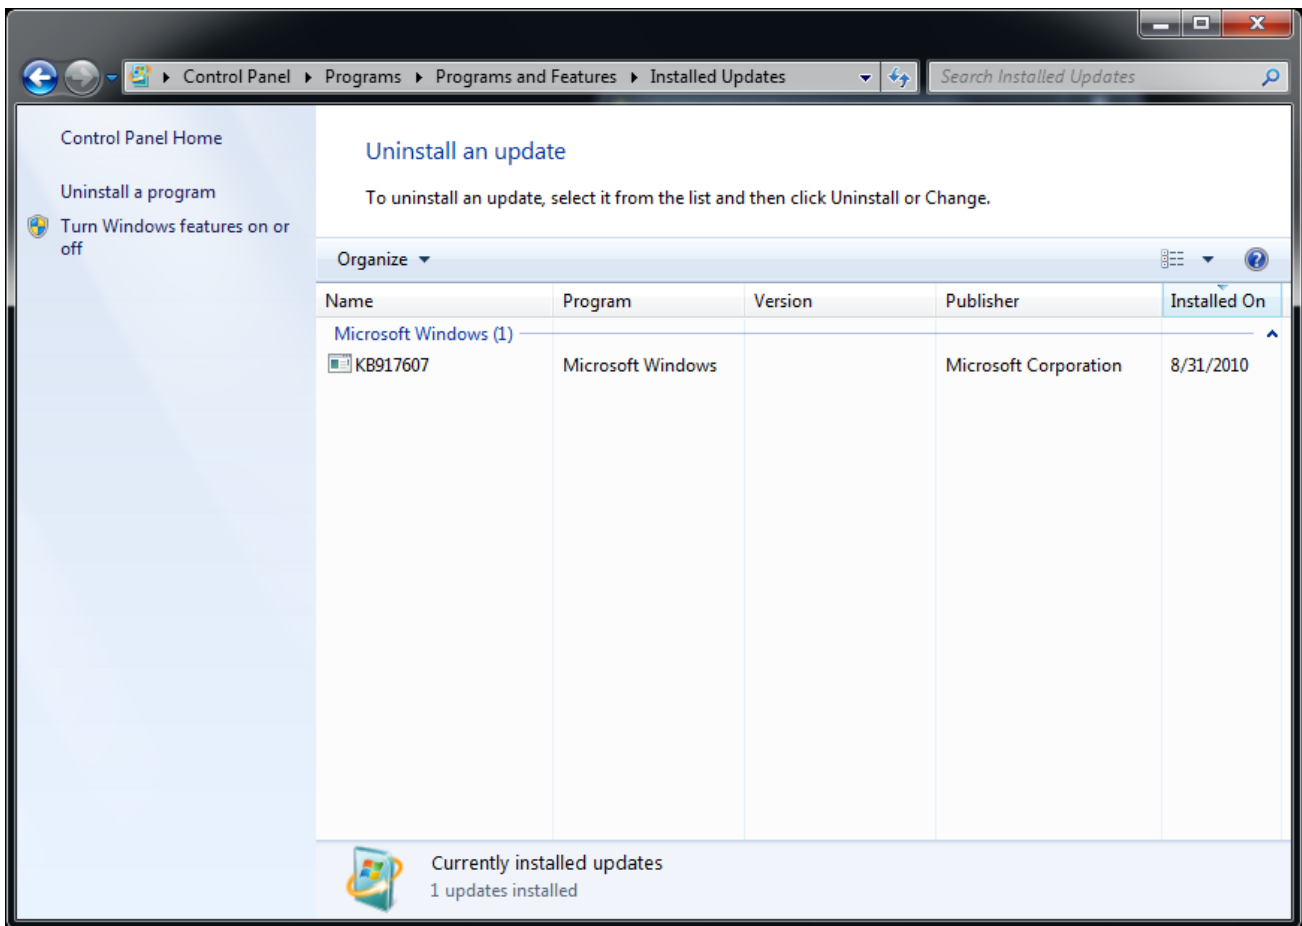 Control Panel Programs Programs and Features Installed Updates Search Installed Updates
Control Panel Home
Uninstall a program
Turn Windows features on or
off
Uninstall an update
To uninstall an update, select it from the list and then click Uninstall or Change.
Organize
Name Program Version Publisher Installed On
Microsoft Windows (1)
KB917607 Microsoft Windows Microsoft Corporation 8/31/2010
Currently installed updates
1 updates installed